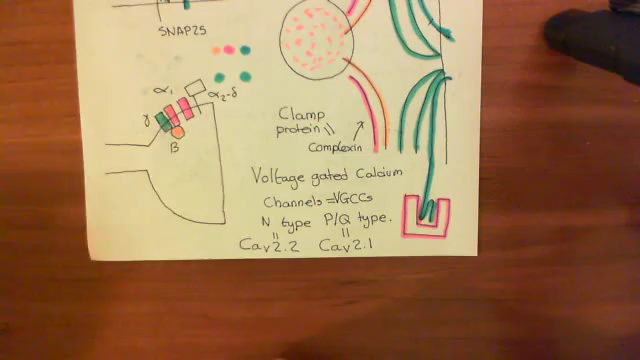 SNAP25
α₁
α₂-δ
γ
B
Clamp
protein
Complexin
Voltage gated Calcium
Channels = VGCCs
N type P/Q type.
= =
Cav2.2 Cav2.1